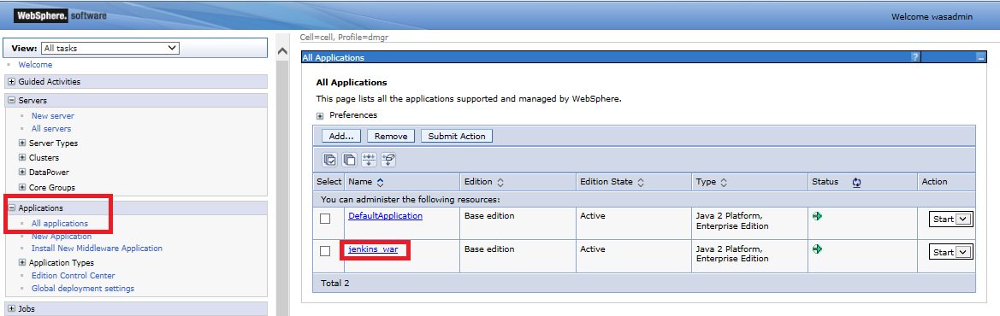 WebSphere. software
Welcome wasadmin
View: All tasks
Welcome
Guided Activities
Servers
New server
All servers
Server Types
Clusters
DataPower
Core Groups
Applications
All applications
New Application
Install New Middleware Application
Application Types
Edition Control Center
Global deployment settings
Jobs
Cell=cell, Profile=dmgr
All Applications ?
All Applications
This page lists all the applications supported and managed by WebSphere.
Preferences
Add... Remove Submit Action
Select Name Edition Edition State Type Status Action
You can administer the following resources:
DefaultApplication Base edition Active Java 2 Platform, Start
Enterprise Edition
jenkins_war Base edition Active Java 2 Platform, Start
Enterprise Edition
Total 2